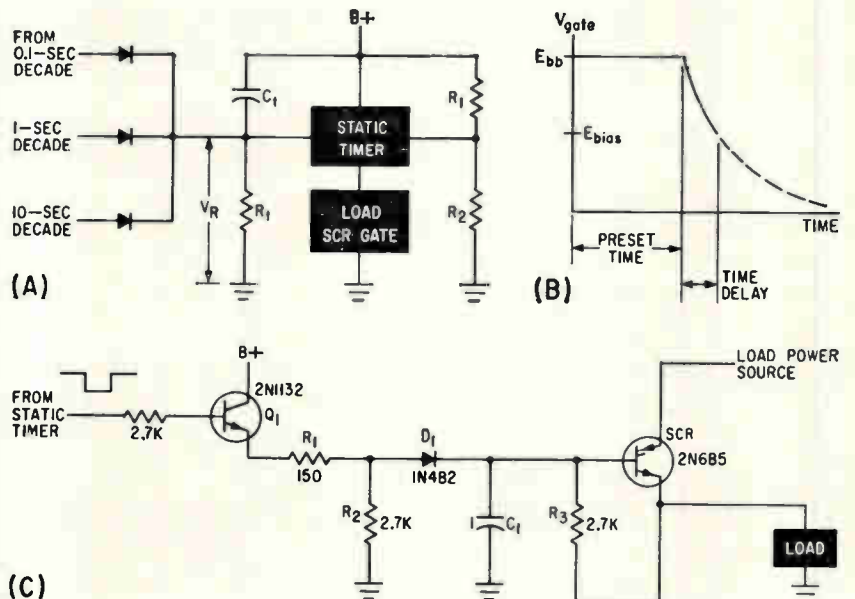 FROM
0.1-SEC
DECADE
1-SEC
DECADE
10-SEC
DECADE
B+
C1
R1
VR
STATIC
TIMER
LOAD
SCR GATE
R1
R2
(A)
Vgate
Ebb
Ebias
TIME
PRESET
TIME
TIME
DELAY
(B)
FROM
STATIC
TIMER
2.7K
B+
2N1132
Q1
R1
150
R2
2.7K
D1
1N482
1
C1
R3
2.7K
SCR
2N685
LOAD POWER
SOURCE
LOAD
(C)